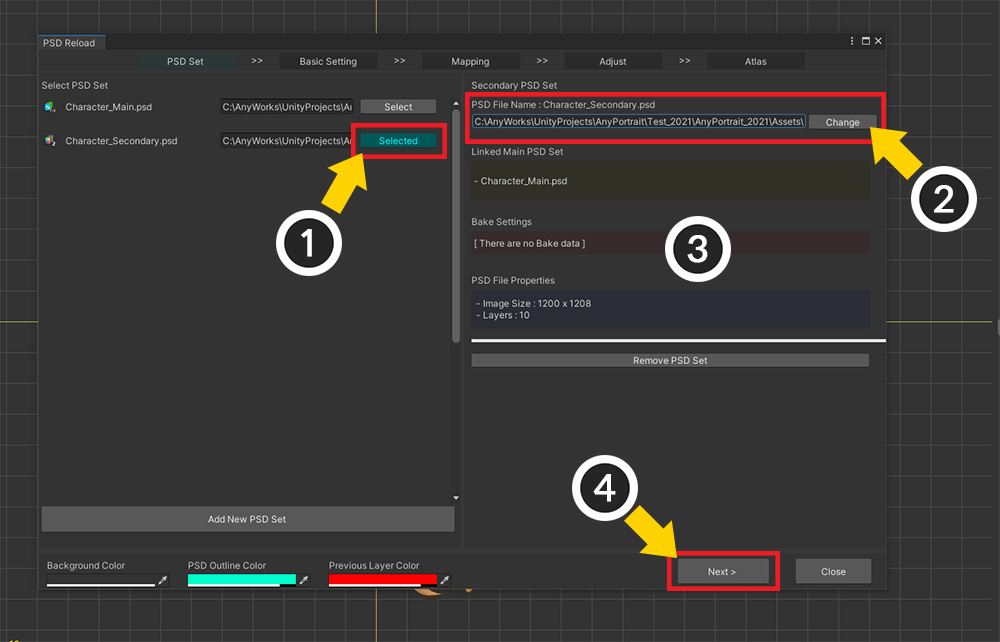 PSD Reload
PSD Set >> Basic Setting >> Mapping >> Adjust >> Atlas
Select PSD Set
Character_Main.psd C:\AnyWorks\UnityProjects\Ar Select
Character_Secondary.psd C:\AnyWorks\UnityProjects\Ar Selected
1
Add New PSD Set
Secondary PSD Set
PSD File Name : Character_Secondary.psd
C:\AnyWorks\UnityProjects\AnyPortrait\Test_2021\AnyPortrait_2021\Assets\ Change
2
Linked Main PSD Set
- Character_Main.psd
Bake Settings
[ There are no Bake data ]
3
PSD File Properties
- Image Size : 1200 x 1208
- Layers : 10
Remove PSD Set
4
Background Color PSD Outline Color Previous Layer Color
Next > Close